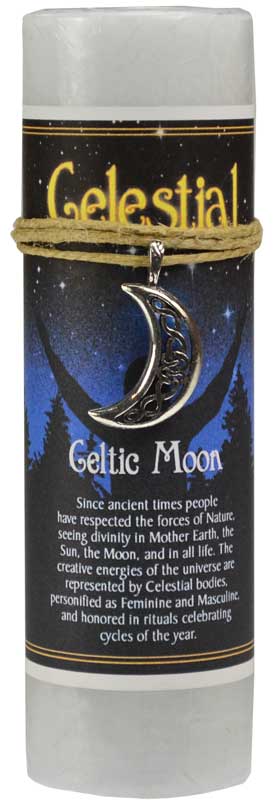 Celestial
Celtic Moon
Since ancient times people
have respected the forces of Nature,
seeing divinity in Mother Earth, the
Sun, the Moon, and in all life. The
creative energies of the universe are
represented by Celestial bodies,
personified as Feminine and Masculine,
and honored in rituals celebrating
cycles of the year.